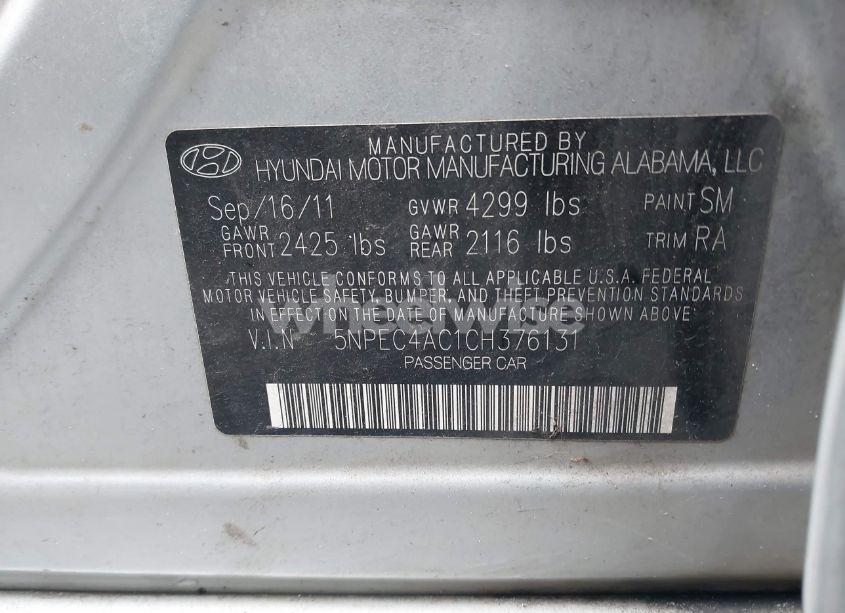 MANUFACTURED BY
HYUNDAI MOTOR MANUFACTURING ALABAMA, LLC
Sep/16/11 GVWR 4299 lbs PAINT SM
GAWR FRONT 2425 lbs GAWR REAR 2116 lbs TRIM RA
THIS VEHICLE CONFORMS TO ALL APPLICABLE U.S.A. FEDERAL
MOTOR VEHICLE SAFETY, BUMPER, AND THEFT PREVENTION STANDARDS
IN EFFECT ON THE DATE OF MANUFACTURE SHOWN ABOVE
wheelwise
V.I.N 5NPEC4AC1CH376131
PASSENGER CAR